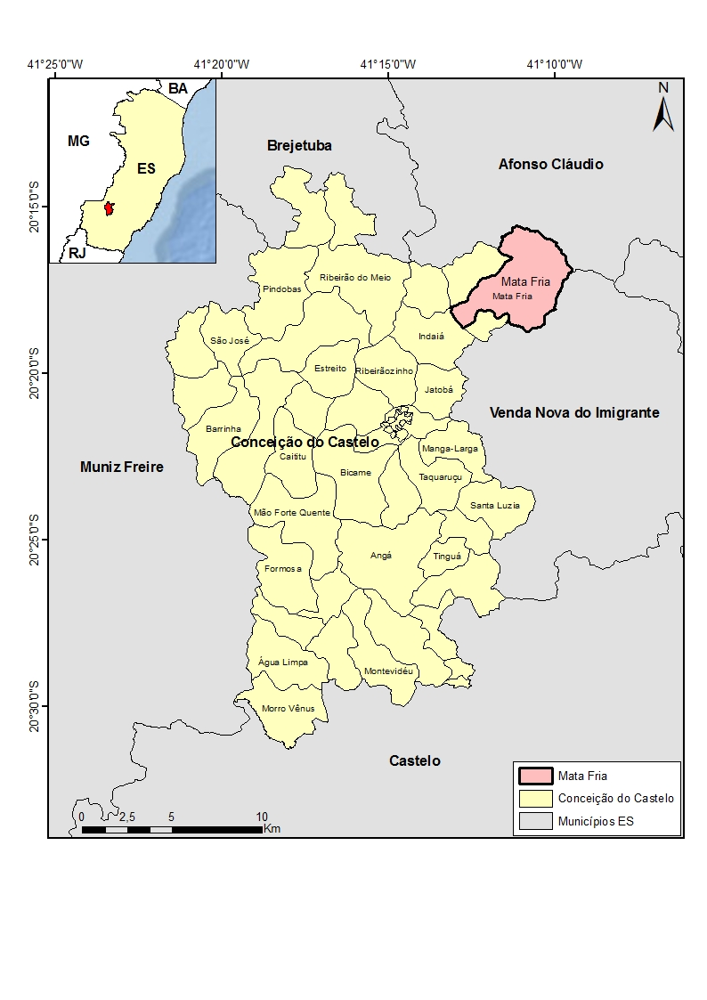 41°25'0"W
41°20'0"W
41°15'0"W
41°10'0"W
20°15'0"S
20°20'0"S
20°25'0"S
20°30'0"S
BA
MG
ES
RJ
N
Brejetuba
Afonso Cláudio
Mata Fria
Mata Fria
Ribeirão do Meio
Pindobas
São José
Indaiá
Estreito
Ribeirãozinho
Jatobá
Venda Nova do Imigrante
Barrinha
Conceição do Castelo
Manga-Larga
Caititu
Muniz Freire
Bicame
Taquaruçu
Santa Luzia
Mão Forte Quente
Angá
Tinguá
Formosa
Água Limpa
Montevidéu
Morro Vênus
Castelo
Mata Fria
Conceição do Castelo
Municípios ES
0 2,5 5 10
Km